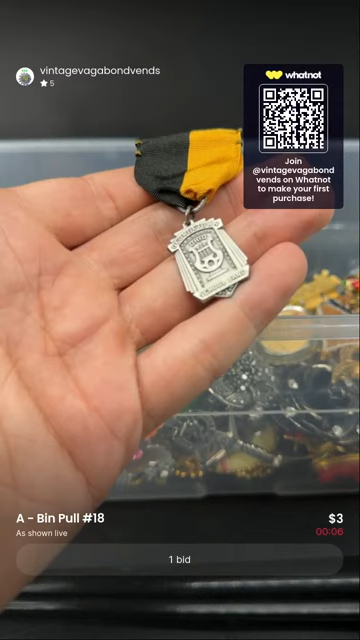 vintagevagabondvends
5
whatnot
Join
@vintagevagabond
vends on Whatnot
to make your first
purchase!
A - Bin Pull #18
$3
As shown live
00:06
1 bid